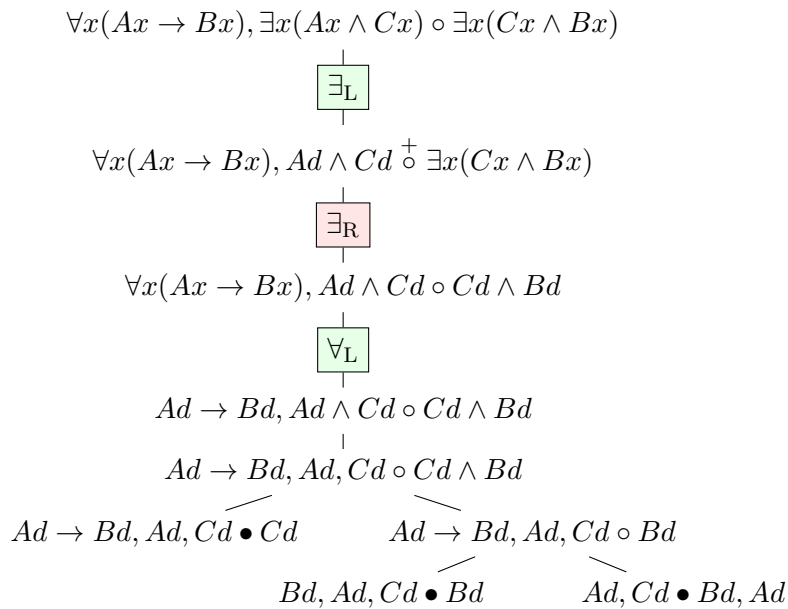 ∀x(Ax → Bx), ∃x(Ax ∧ Cx) ∘ ∃x(Cx ∧ Bx)
∃L
∀x(Ax → Bx), Ad ∧ Cd ∘⁺ ∃x(Cx ∧ Bx)
∃R
∀x(Ax → Bx), Ad ∧ Cd ∘ Cd ∧ Bd
∀L
Ad → Bd, Ad ∧ Cd ∘ Cd ∧ Bd
Ad → Bd, Ad, Cd ∘ Cd ∧ Bd
Ad → Bd, Ad, Cd • Cd Ad → Bd, Ad, Cd ∘ Bd
Bd, Ad, Cd • Bd Ad, Cd • Bd, Ad